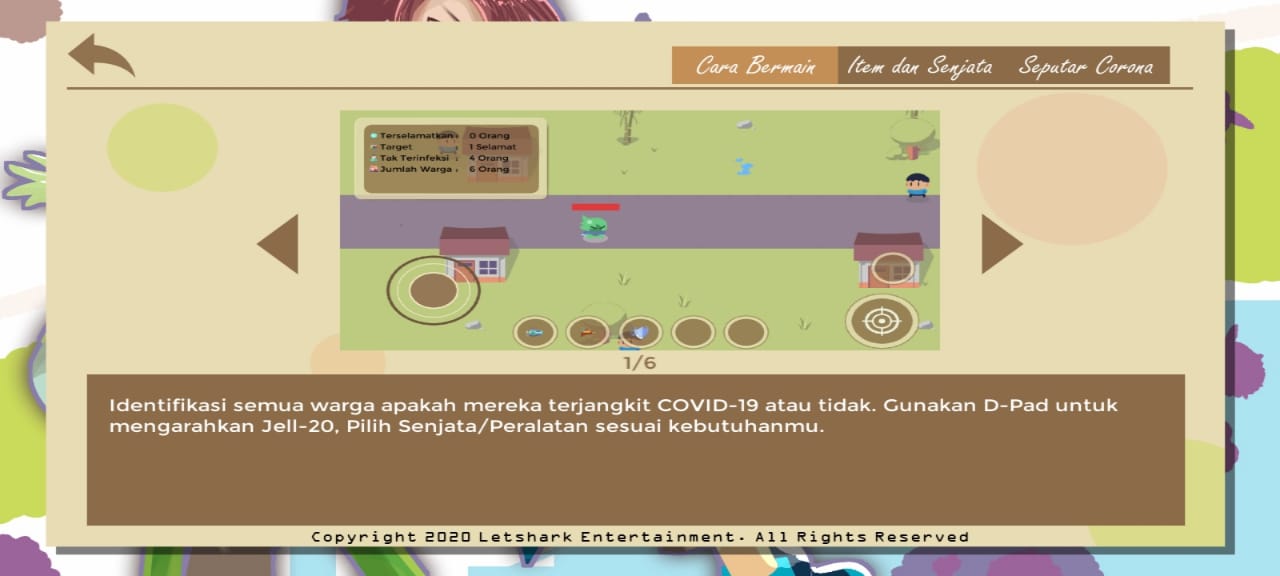 Cara Bermain
Item dan Senjata
Seputar Corona
Terselamatkan : 0 Orang
Target 1 Selamat
Tak Terinfeksi : 4 Orang
Jumlah Warga : 6 Orang
1/6
Identifikasi semua warga apakah mereka terjangkit COVID-19 atau tidak. Gunakan D-Pad untuk
mengarahkan Jell-20, Pilih Senjata/Peralatan sesuai kebutuhanmu.
Copyright 2020 Letshark Entertainment. All Rights Reserved